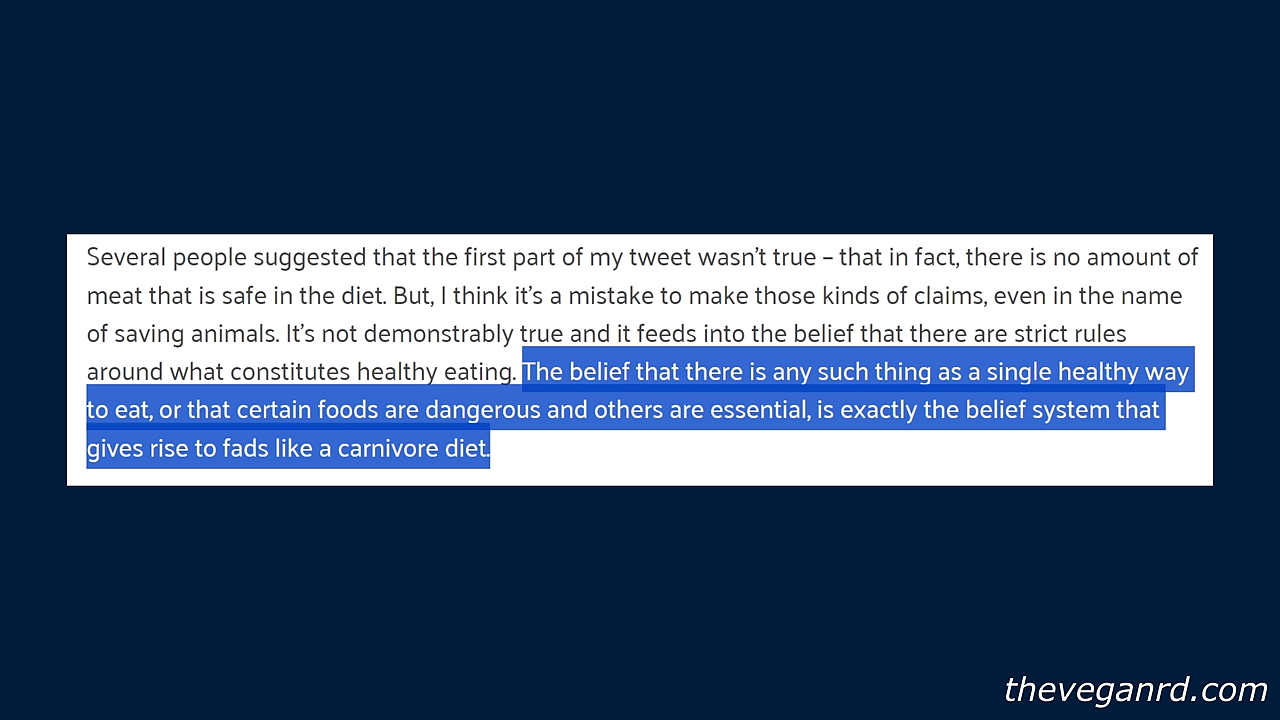 Several people suggested that the first part of my tweet wasn't true – that in fact, there is no amount of
meat that is safe in the diet. But, I think it's a mistake to make those kinds of claims, even in the name
of saving animals. It's not demonstrably true and it feeds into the belief that there are strict rules
around what constitutes healthy eating. The belief that there is any such thing as a single healthy way
to eat, or that certain foods are dangerous and others are essential, is exactly the belief system that
gives rise to fads like a carnivore diet.
theveganrd.com